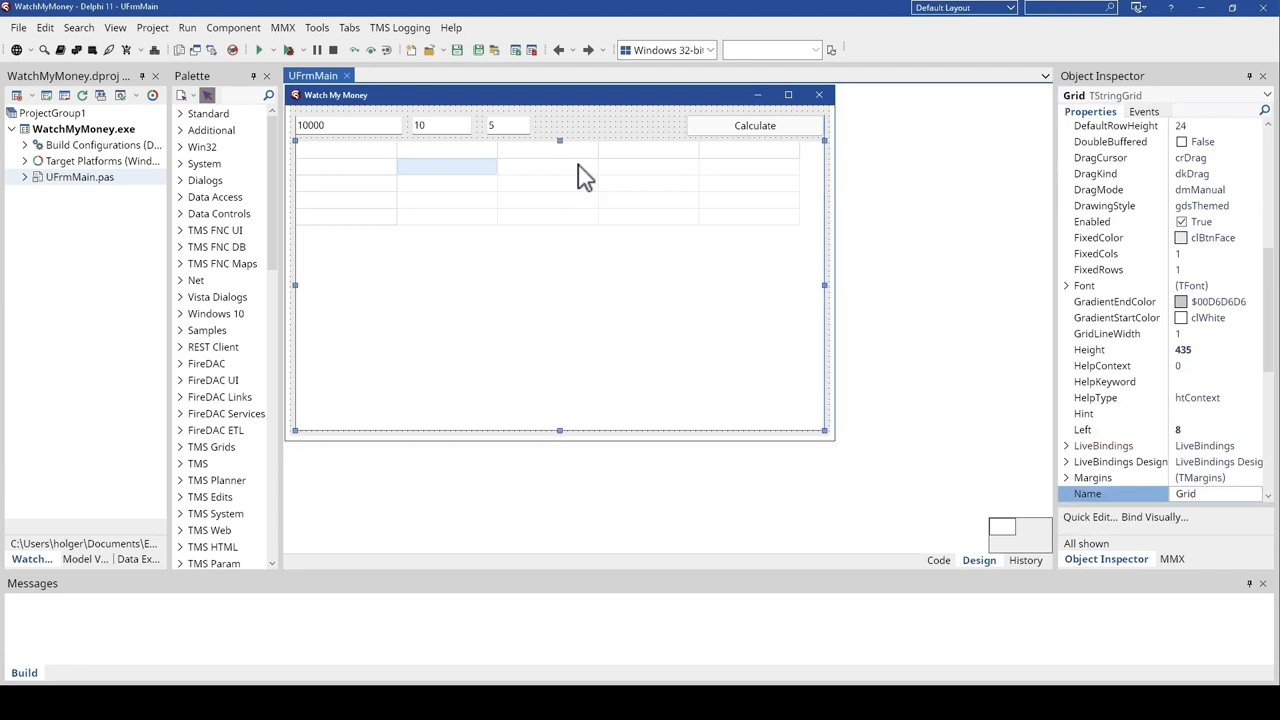 WatchMyMoney - Delphi 11 - UFrmMain
Default Layout
File Edit Search View Project Run Component MMX Tools Tabs TMS Logging Help
Windows 32-bit
WatchMyMoney.dproj ...
ProjectGroup1
WatchMyMoney.exe
Build Configurations (D...
Target Platforms (Wind...
UFrmMain.pas
C:\Users\holger\Documents\E...
Watch... Model V... Data Ex...
Palette
Standard
Additional
Win32
System
Dialogs
Data Access
Data Controls
TMS FNC UI
TMS FNC DB
TMS FNC Maps
Net
Vista Dialogs
Windows 10
Samples
REST Client
FireDAC
FireDAC UI
FireDAC Links
FireDAC Services
FireDAC ETL
TMS Grids
TMS
TMS Planner
TMS Edits
TMS System
TMS Web
TMS HTML
TMS Param
UFrmMain
Watch My Money
10000 10 5 Calculate
Code Design History
Object Inspector
Grid TStringGrid
Properties Events
DefaultRowHeight 24
DoubleBuffered False
DragCursor crDrag
DragKind dkDrag
DragMode dmManual
DrawingStyle gdsThemed
Enabled True
FixedColor clBtnFace
FixedCols 1
FixedRows 1
Font (TFont)
GradientEndColor $00D6D6D6
GradientStartColor clWhite
GridLineWidth 1
Height 435
HelpContext 0
HelpKeyword
HelpType htContext
Hint
Left 8
LiveBindings LiveBindings
LiveBindings Design LiveBindings Desig
Margins (TMargins)
Name Grid
Quick Edit... Bind Visually...
All shown
Object Inspector MMX
Messages
Build